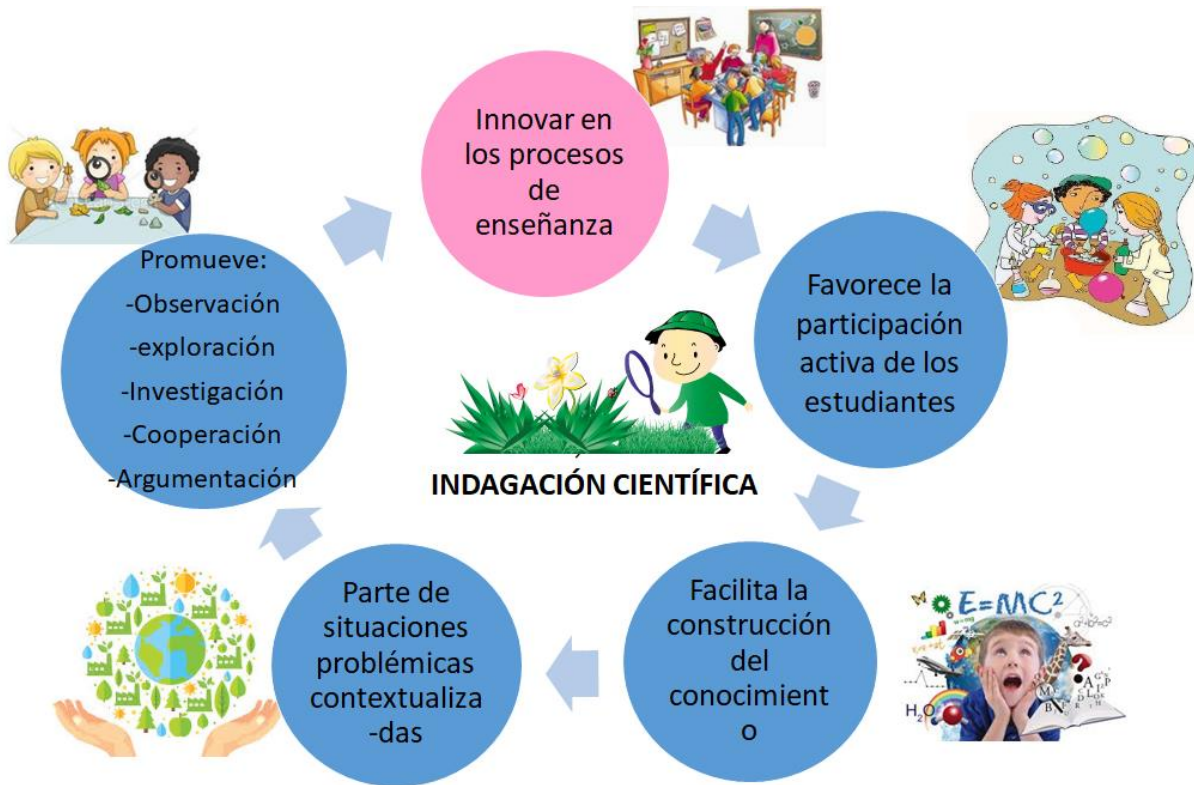 Innovar en
los procesos
de
enseñanza
Favorece la
participación
activa de los
estudiantes
Facilita la
construcción
del
conocimient
o
Parte de
situaciones
problémicas
contextualiza
-das
Promueve:
-Observación
-exploración
-Investigación
-Cooperación
-Argumentación
INDAGACIÓN CIENTÍFICA
E=MC²
H₂O